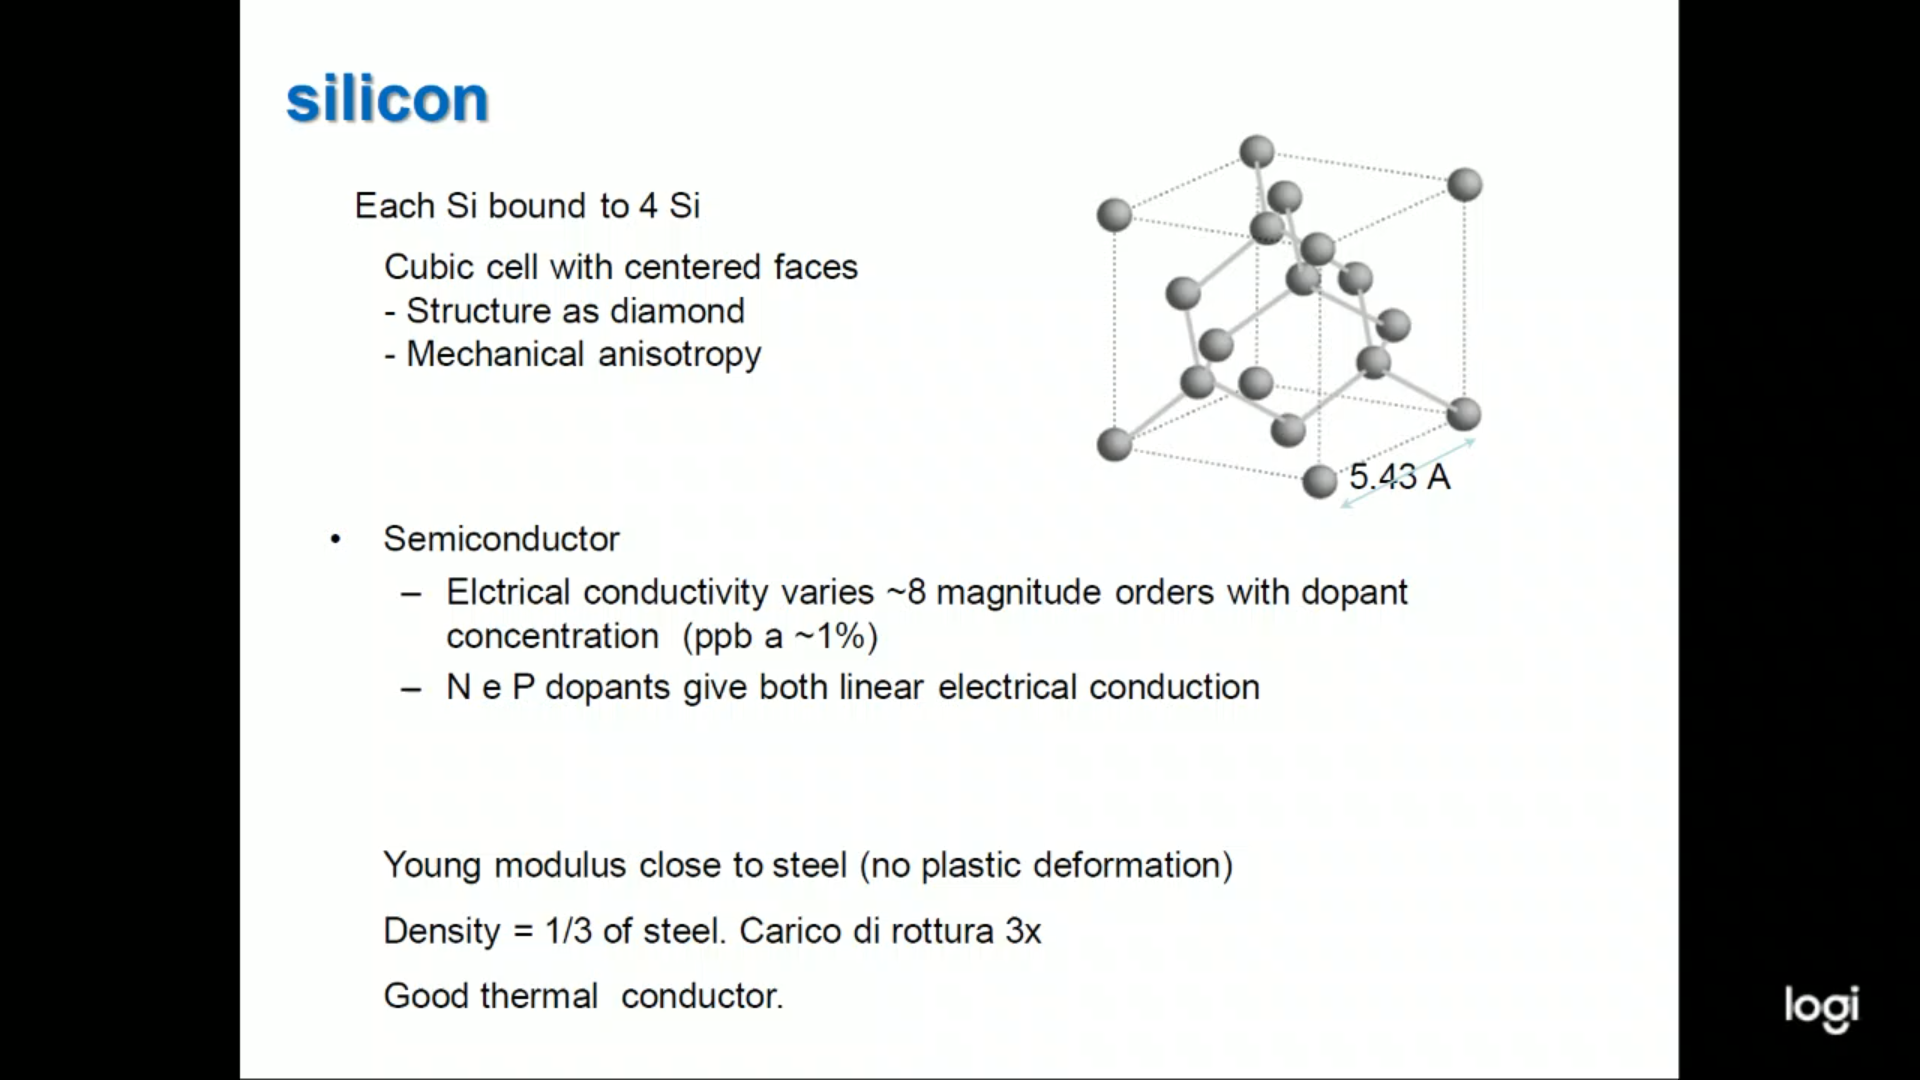 silicon
Each Si bound to 4 Si
Cubic cell with centered faces
- Structure as diamond
- Mechanical anisotropy
5.43 A
• Semiconductor
– Elctrical conductivity varies ~8 magnitude orders with dopant
concentration (ppb a ~1%)
– N e P dopants give both linear electrical conduction
Young modulus close to steel (no plastic deformation)
Density = 1/3 of steel. Carico di rottura 3x
Good thermal conductor.
logi